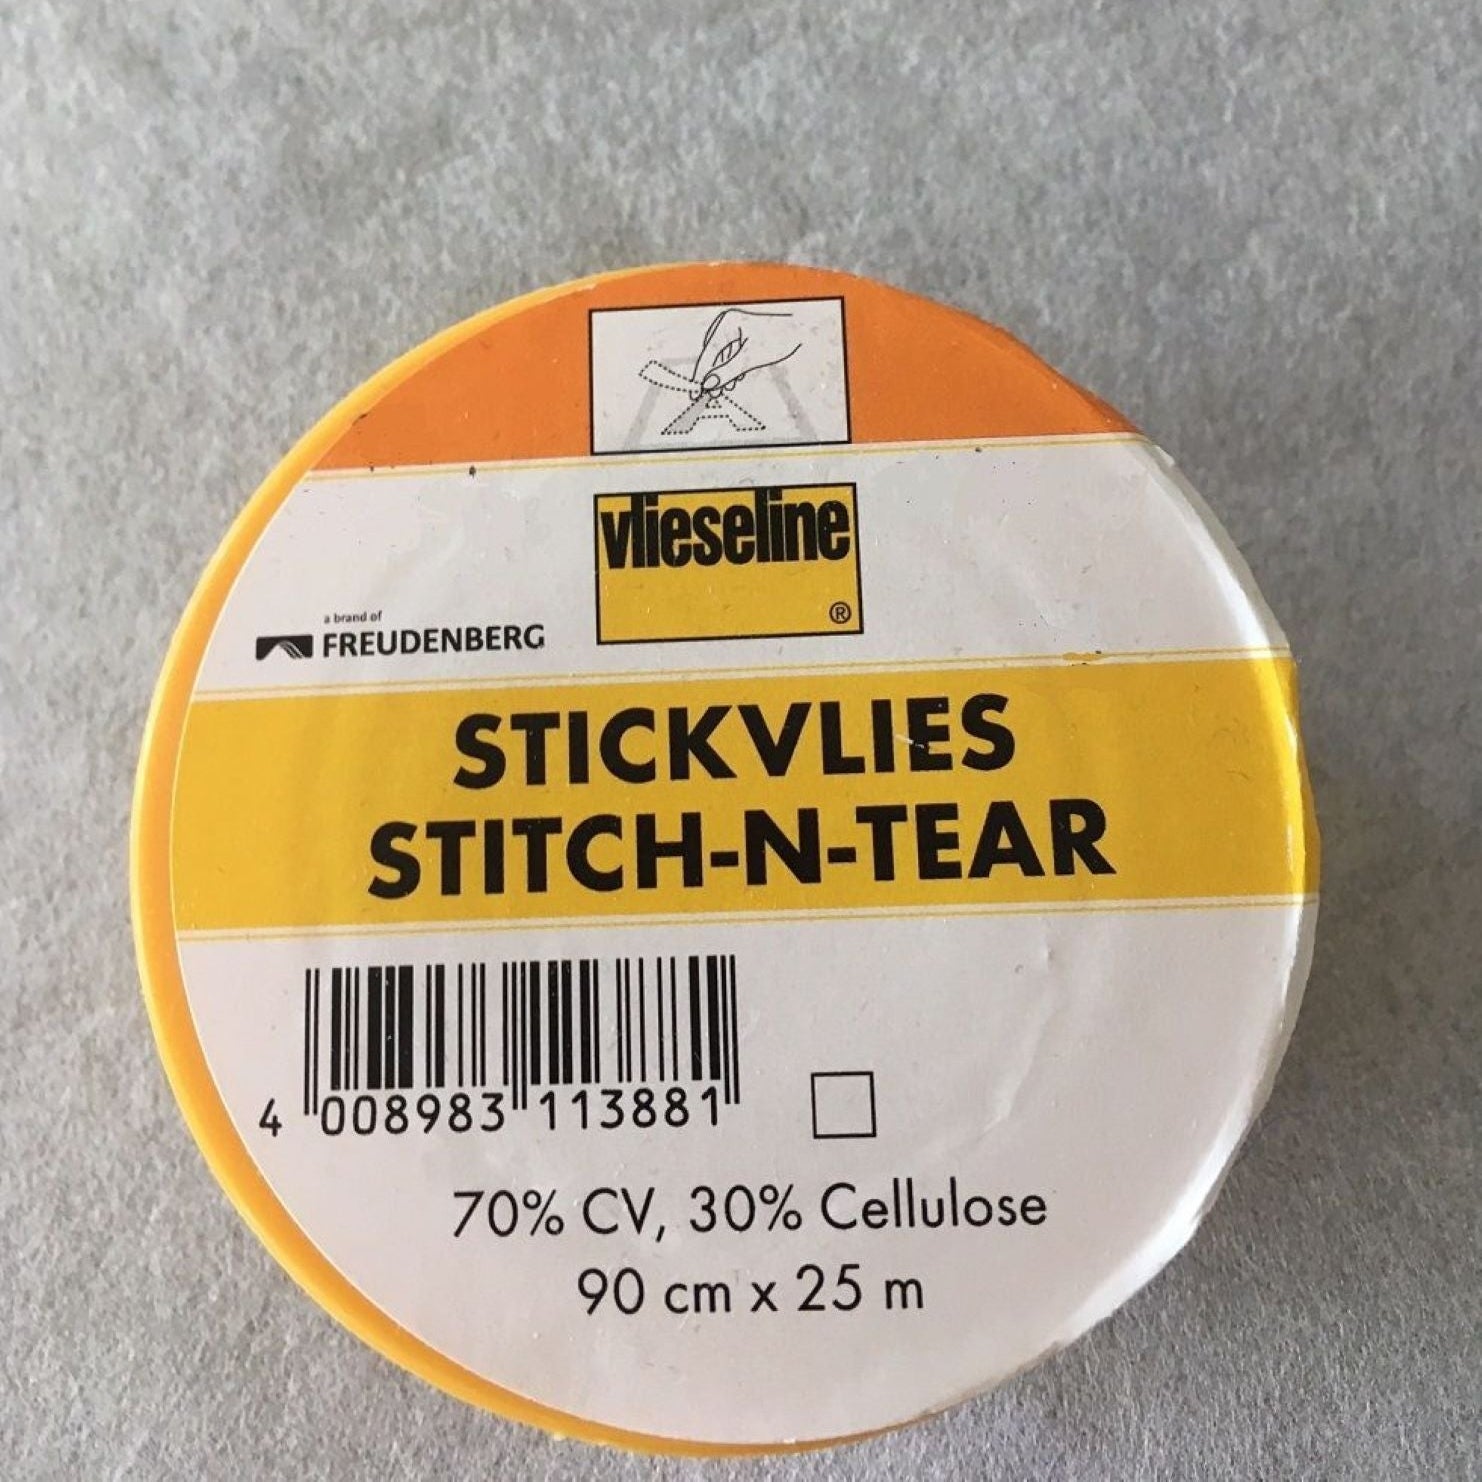 vlieseline
®
a brand of
FREUDENBERG
STICKVLIES
STITCH-N-TEAR
4 008983 113881
70% CV, 30% Cellulose
90 cm x 25 m